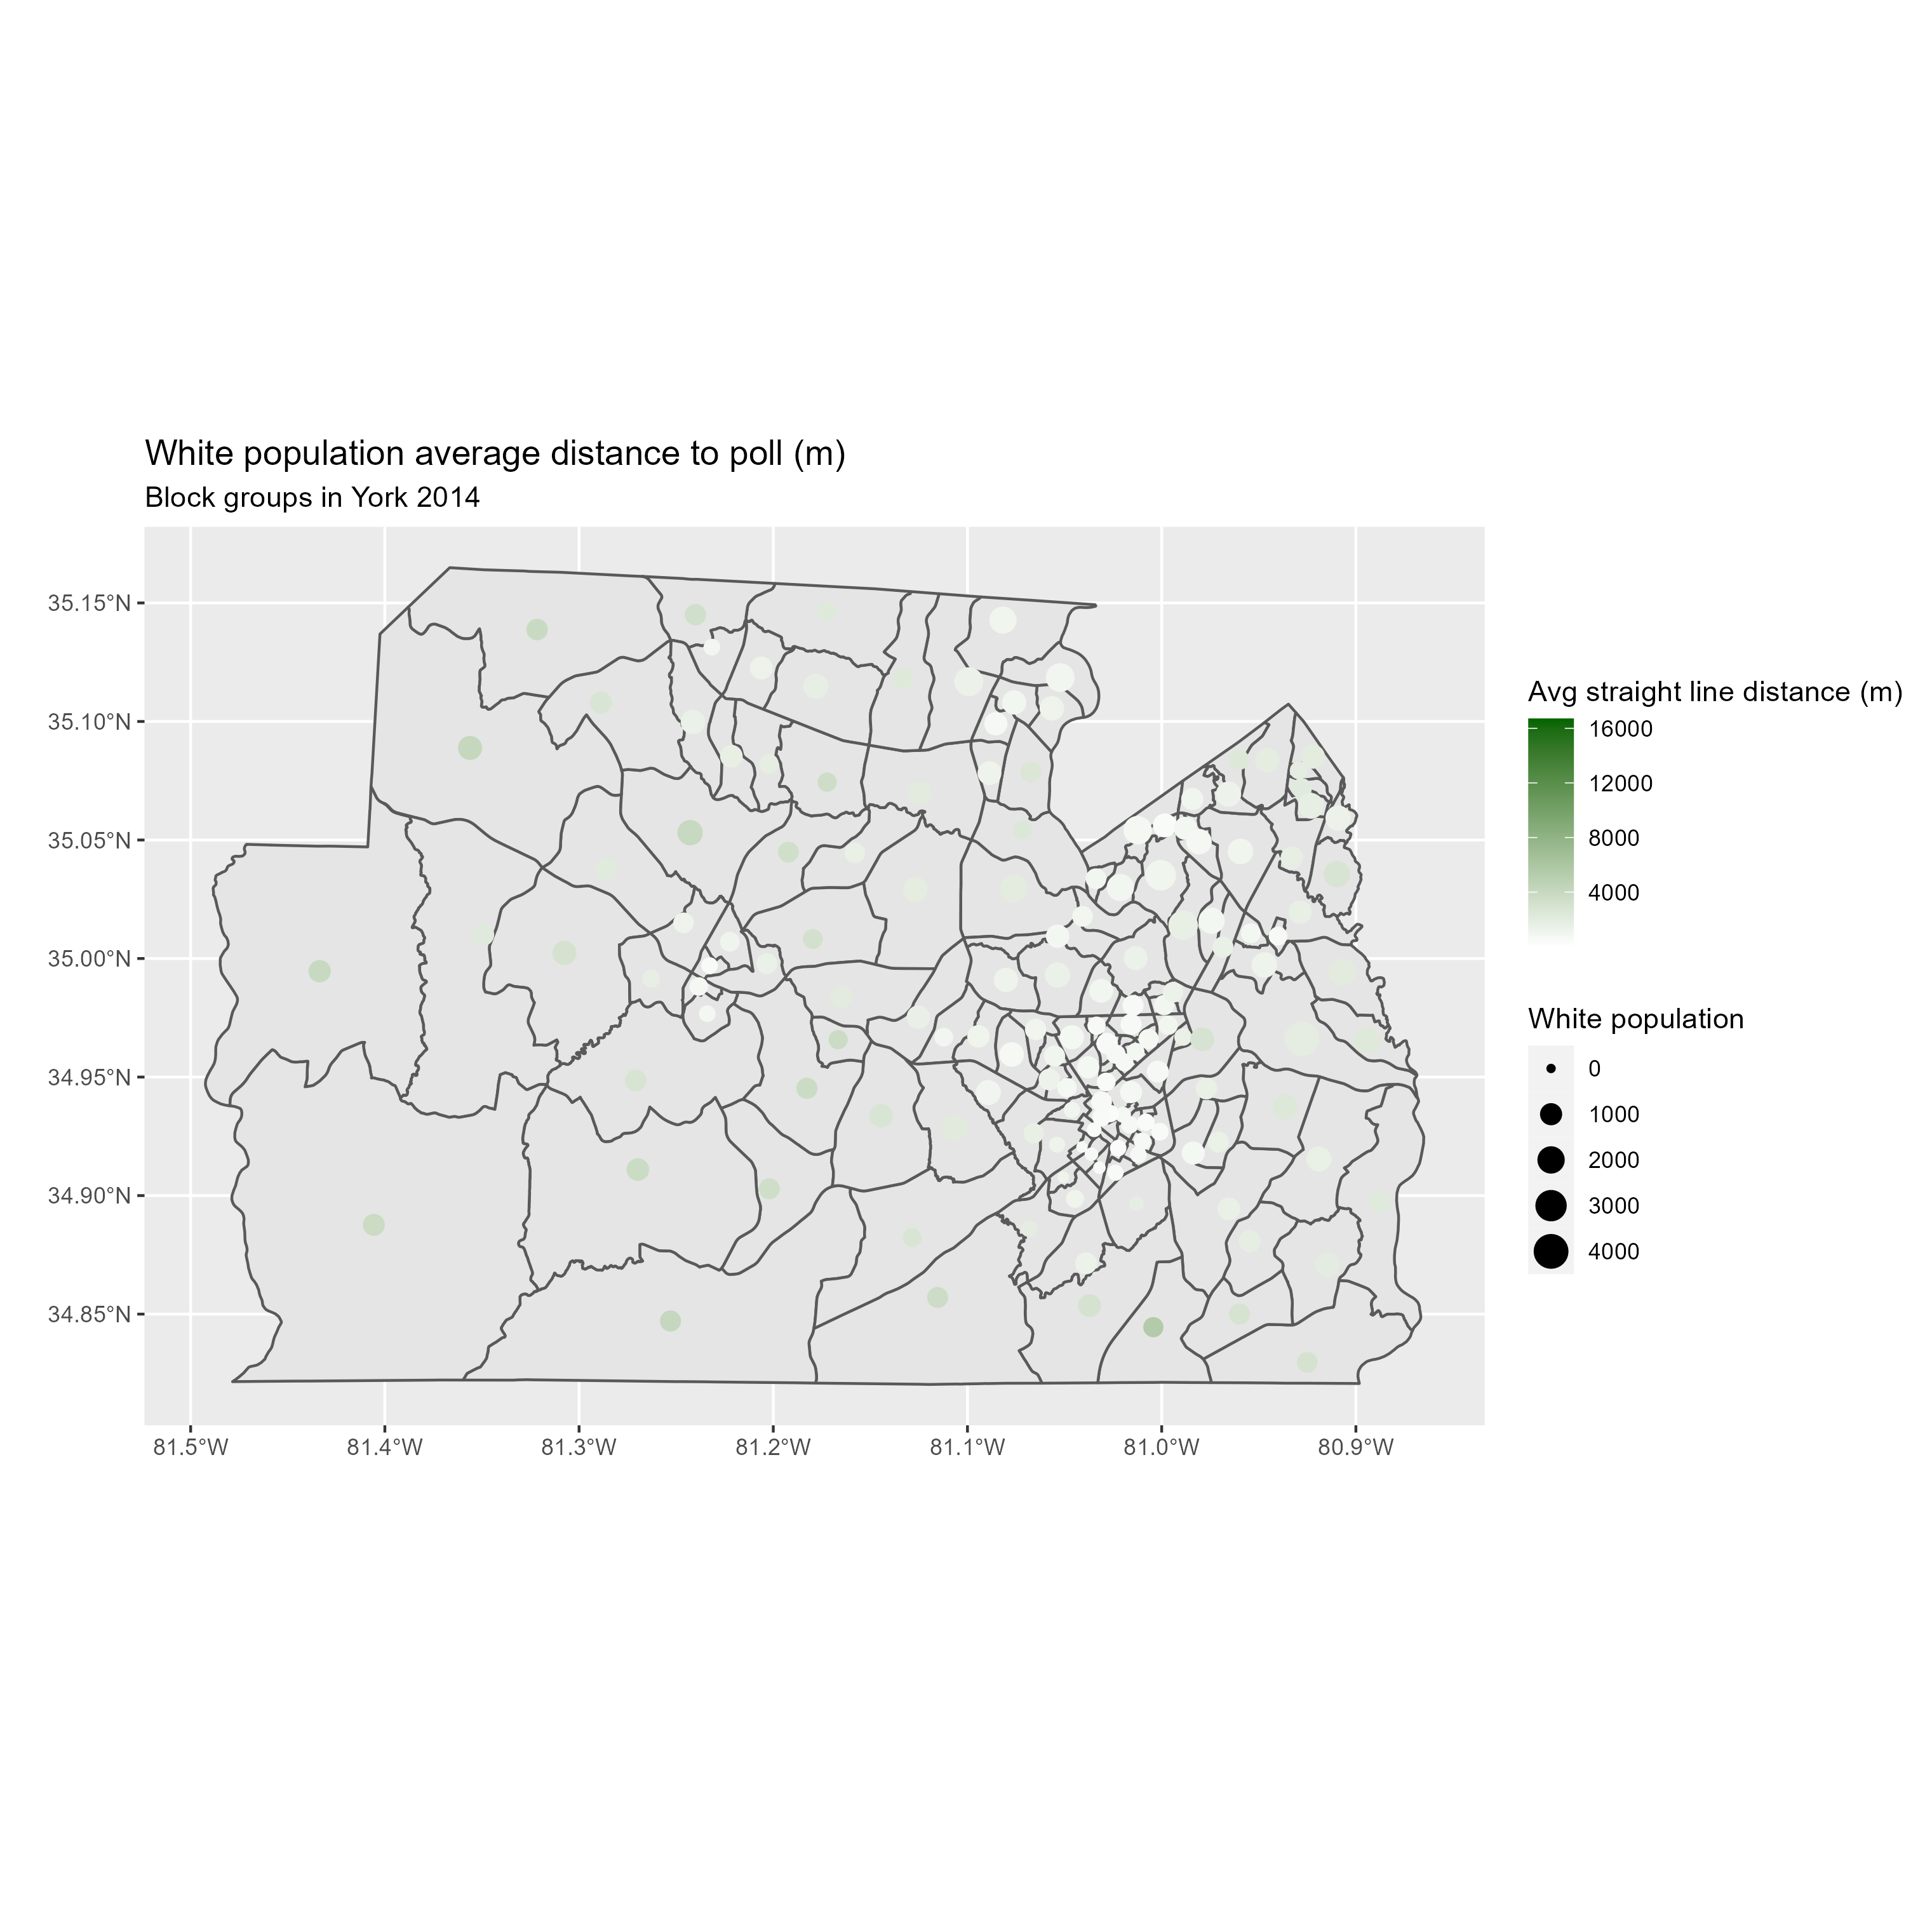 White population average distance to poll (m)
Block groups in York 2014
35.15°N
35.10°N
35.05°N
35.00°N
34.95°N
34.90°N
34.85°N
81.5°W
81.4°W
81.3°W
81.2°W
81.1°W
81.0°W
80.9°W
Avg straight line distance (m)
16000
12000
8000
4000
White population
0
1000
2000
3000
4000